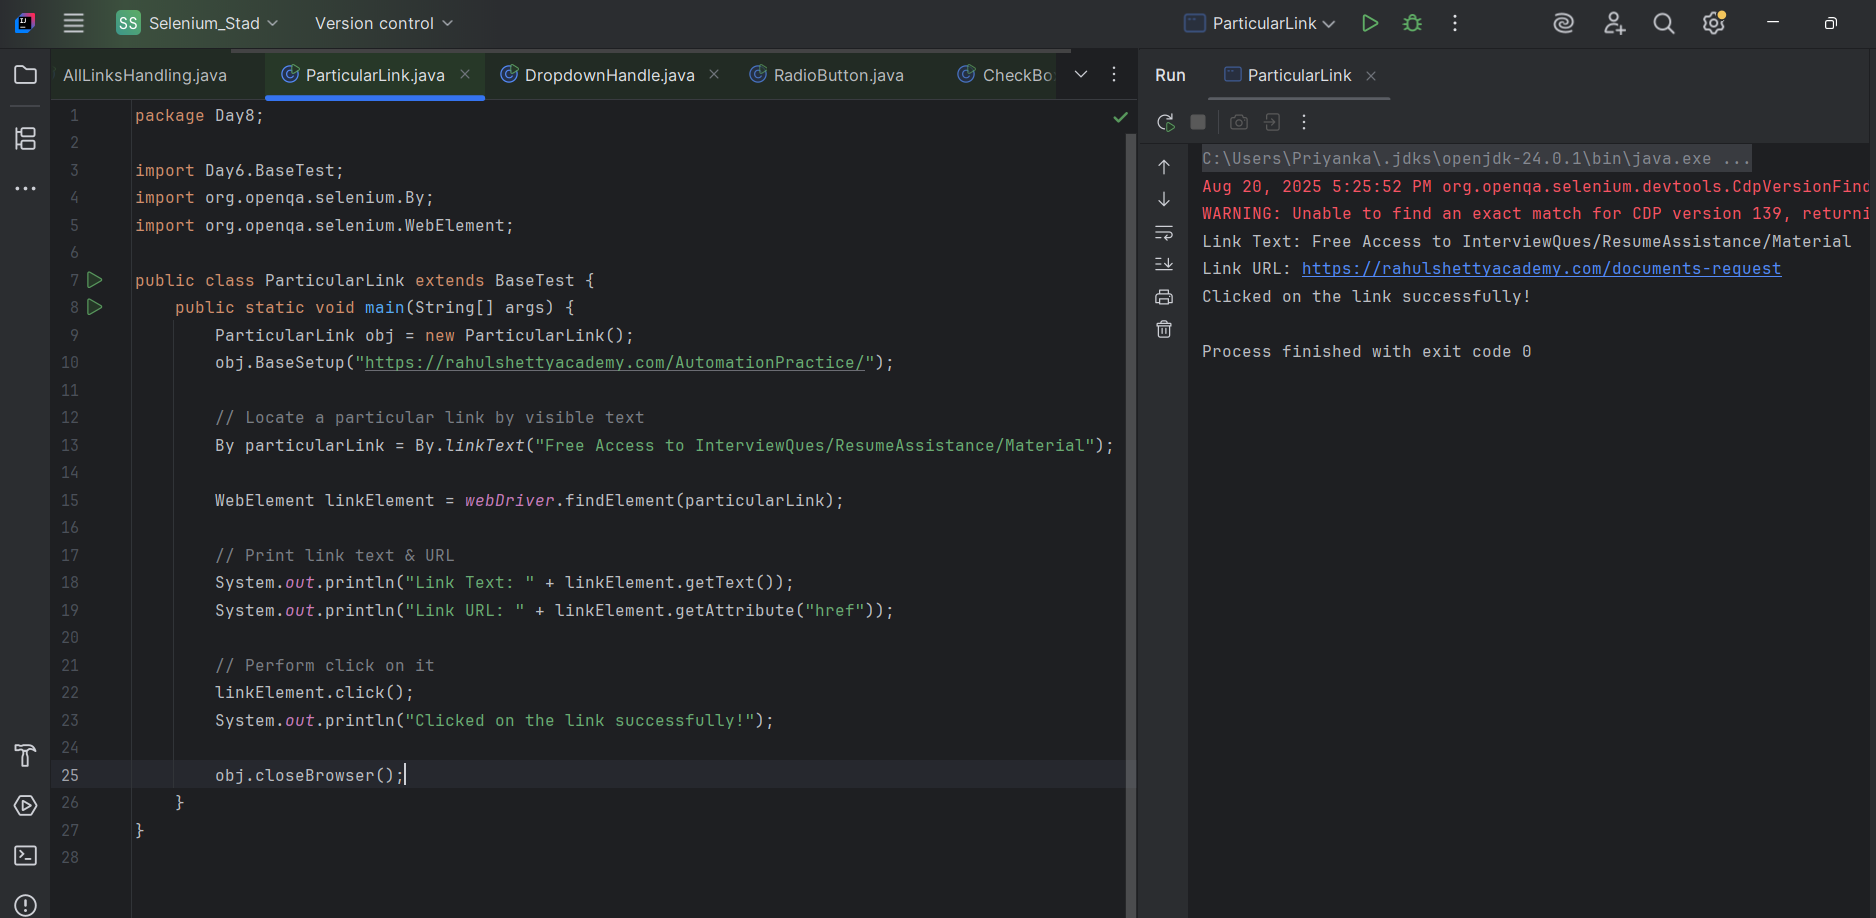 SS Selenium_Stad Version control ParticularLink
AllLinksHandling.java ParticularLink.java DropdownHandle.java RadioButton.java CheckBo
Run ParticularLink
1 package Day8;
2
3 import Day6.BaseTest;
4 import org.openqa.selenium.By;
5 import org.openqa.selenium.WebElement;
6
7 public class ParticularLink extends BaseTest {
8 public static void main(String[] args) {
9 ParticularLink obj = new ParticularLink();
10 obj.BaseSetup("https://rahulshettyacademy.com/AutomationPractice/");
11
12 // Locate a particular link by visible text
13 By particularLink = By.linkText("Free Access to InterviewQues/ResumeAssistance/Material");
14
15 WebElement linkElement = webDriver.findElement(particularLink);
16
17 // Print link text & URL
18 System.out.println("Link Text: " + linkElement.getText());
19 System.out.println("Link URL: " + linkElement.getAttribute("href"));
20
21 // Perform click on it
22 linkElement.click();
23 System.out.println("Clicked on the link successfully!");
24
25 obj.closeBrowser();
26 }
27 }
28
C:\Users\Priyanka\.jdks\openjdk-24.0.1\bin\java.exe ...
Aug 20, 2025 5:25:52 PM org.openqa.selenium.devtools.CdpVersionFind
WARNING: Unable to find an exact match for CDP version 139, returni
Link Text: Free Access to InterviewQues/ResumeAssistance/Material
Link URL: https://rahulshettyacademy.com/documents-request
Clicked on the link successfully!
Process finished with exit code 0